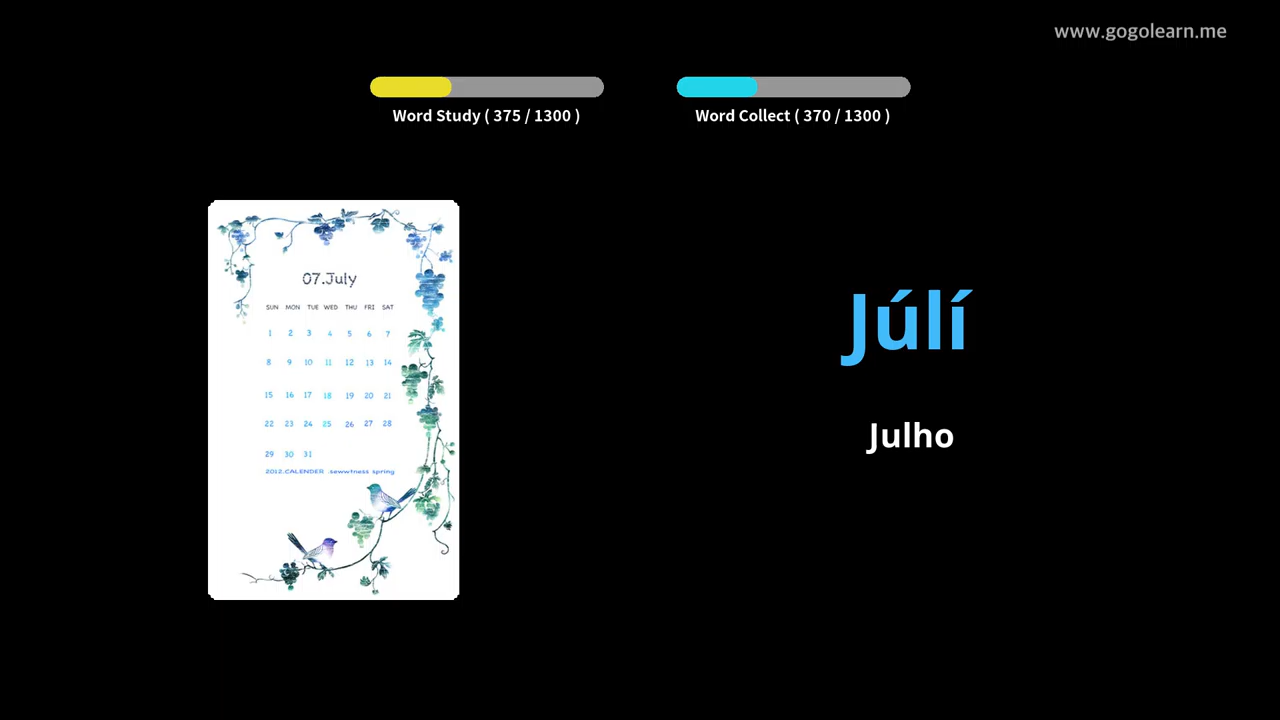 www.gogolearn.me
Word Study ( 375 / 1300 )
Word Collect ( 370 / 1300 )
07.July
SUN MON TUE WED THU FRI SAT
1 2 3 4 5 6 7
8 9 10 11 12 13 14
15 16 17 18 19 20 21
22 23 24 25 26 27 28
29 30 31
2012.CALENDER .sewwtness spring
Júlí
Julho